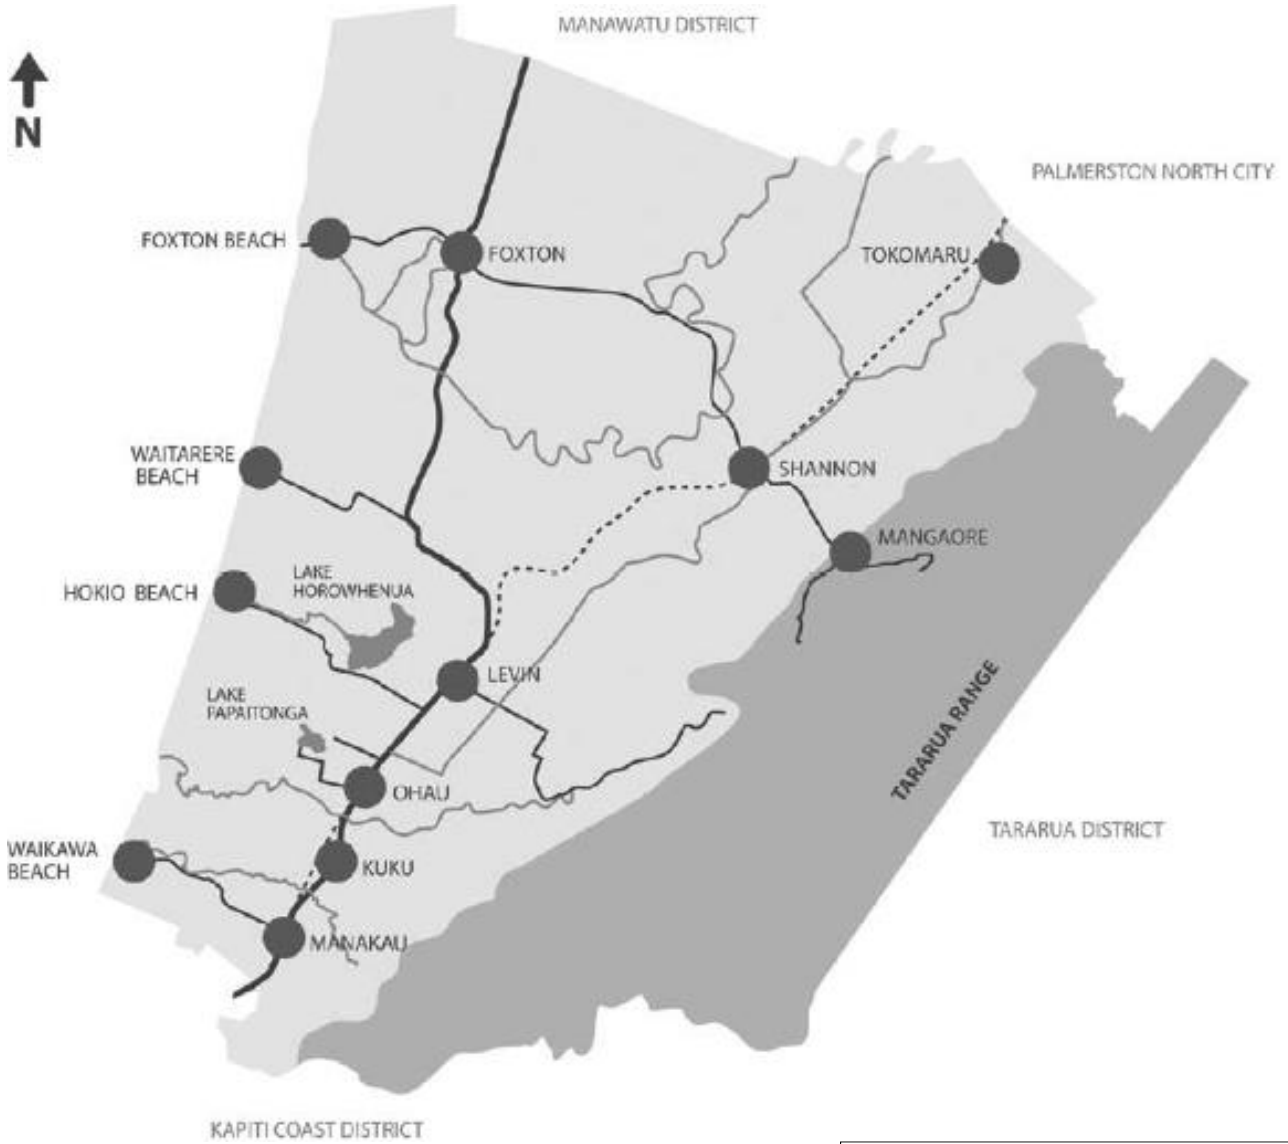 MANAWATU DISTRICT
N
PALMERSTON NORTH CITY
FOXTON BEACH
FOXTON
TOKOMARU
WAITARERE
BEACH
SHANNON
MANGAORE
HOKIO BEACH
LAKE
HOROWHENUA
LEVIN
LAKE
PAPAITONGA
TARARUA RANGE
OHAU
TARARUA DISTRICT
WAIKAWA
BEACH
KUKU
MANAKAU
KAPITI COAST DISTRICT